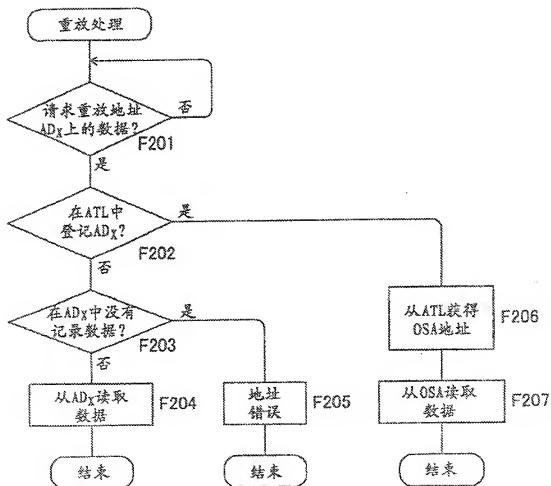 重放处理
请求重放地址
ADX上的数据?
否
F201
是
在ATL中
登记ADX?
是
F202
否
在ADX中没有
记录数据?
是
F203
否
从ATL获得
OSA地址
F206
从ADX读取
数据
F204
地址
错误
F205
从OSA读取
数据
F207
结束
结束
结束